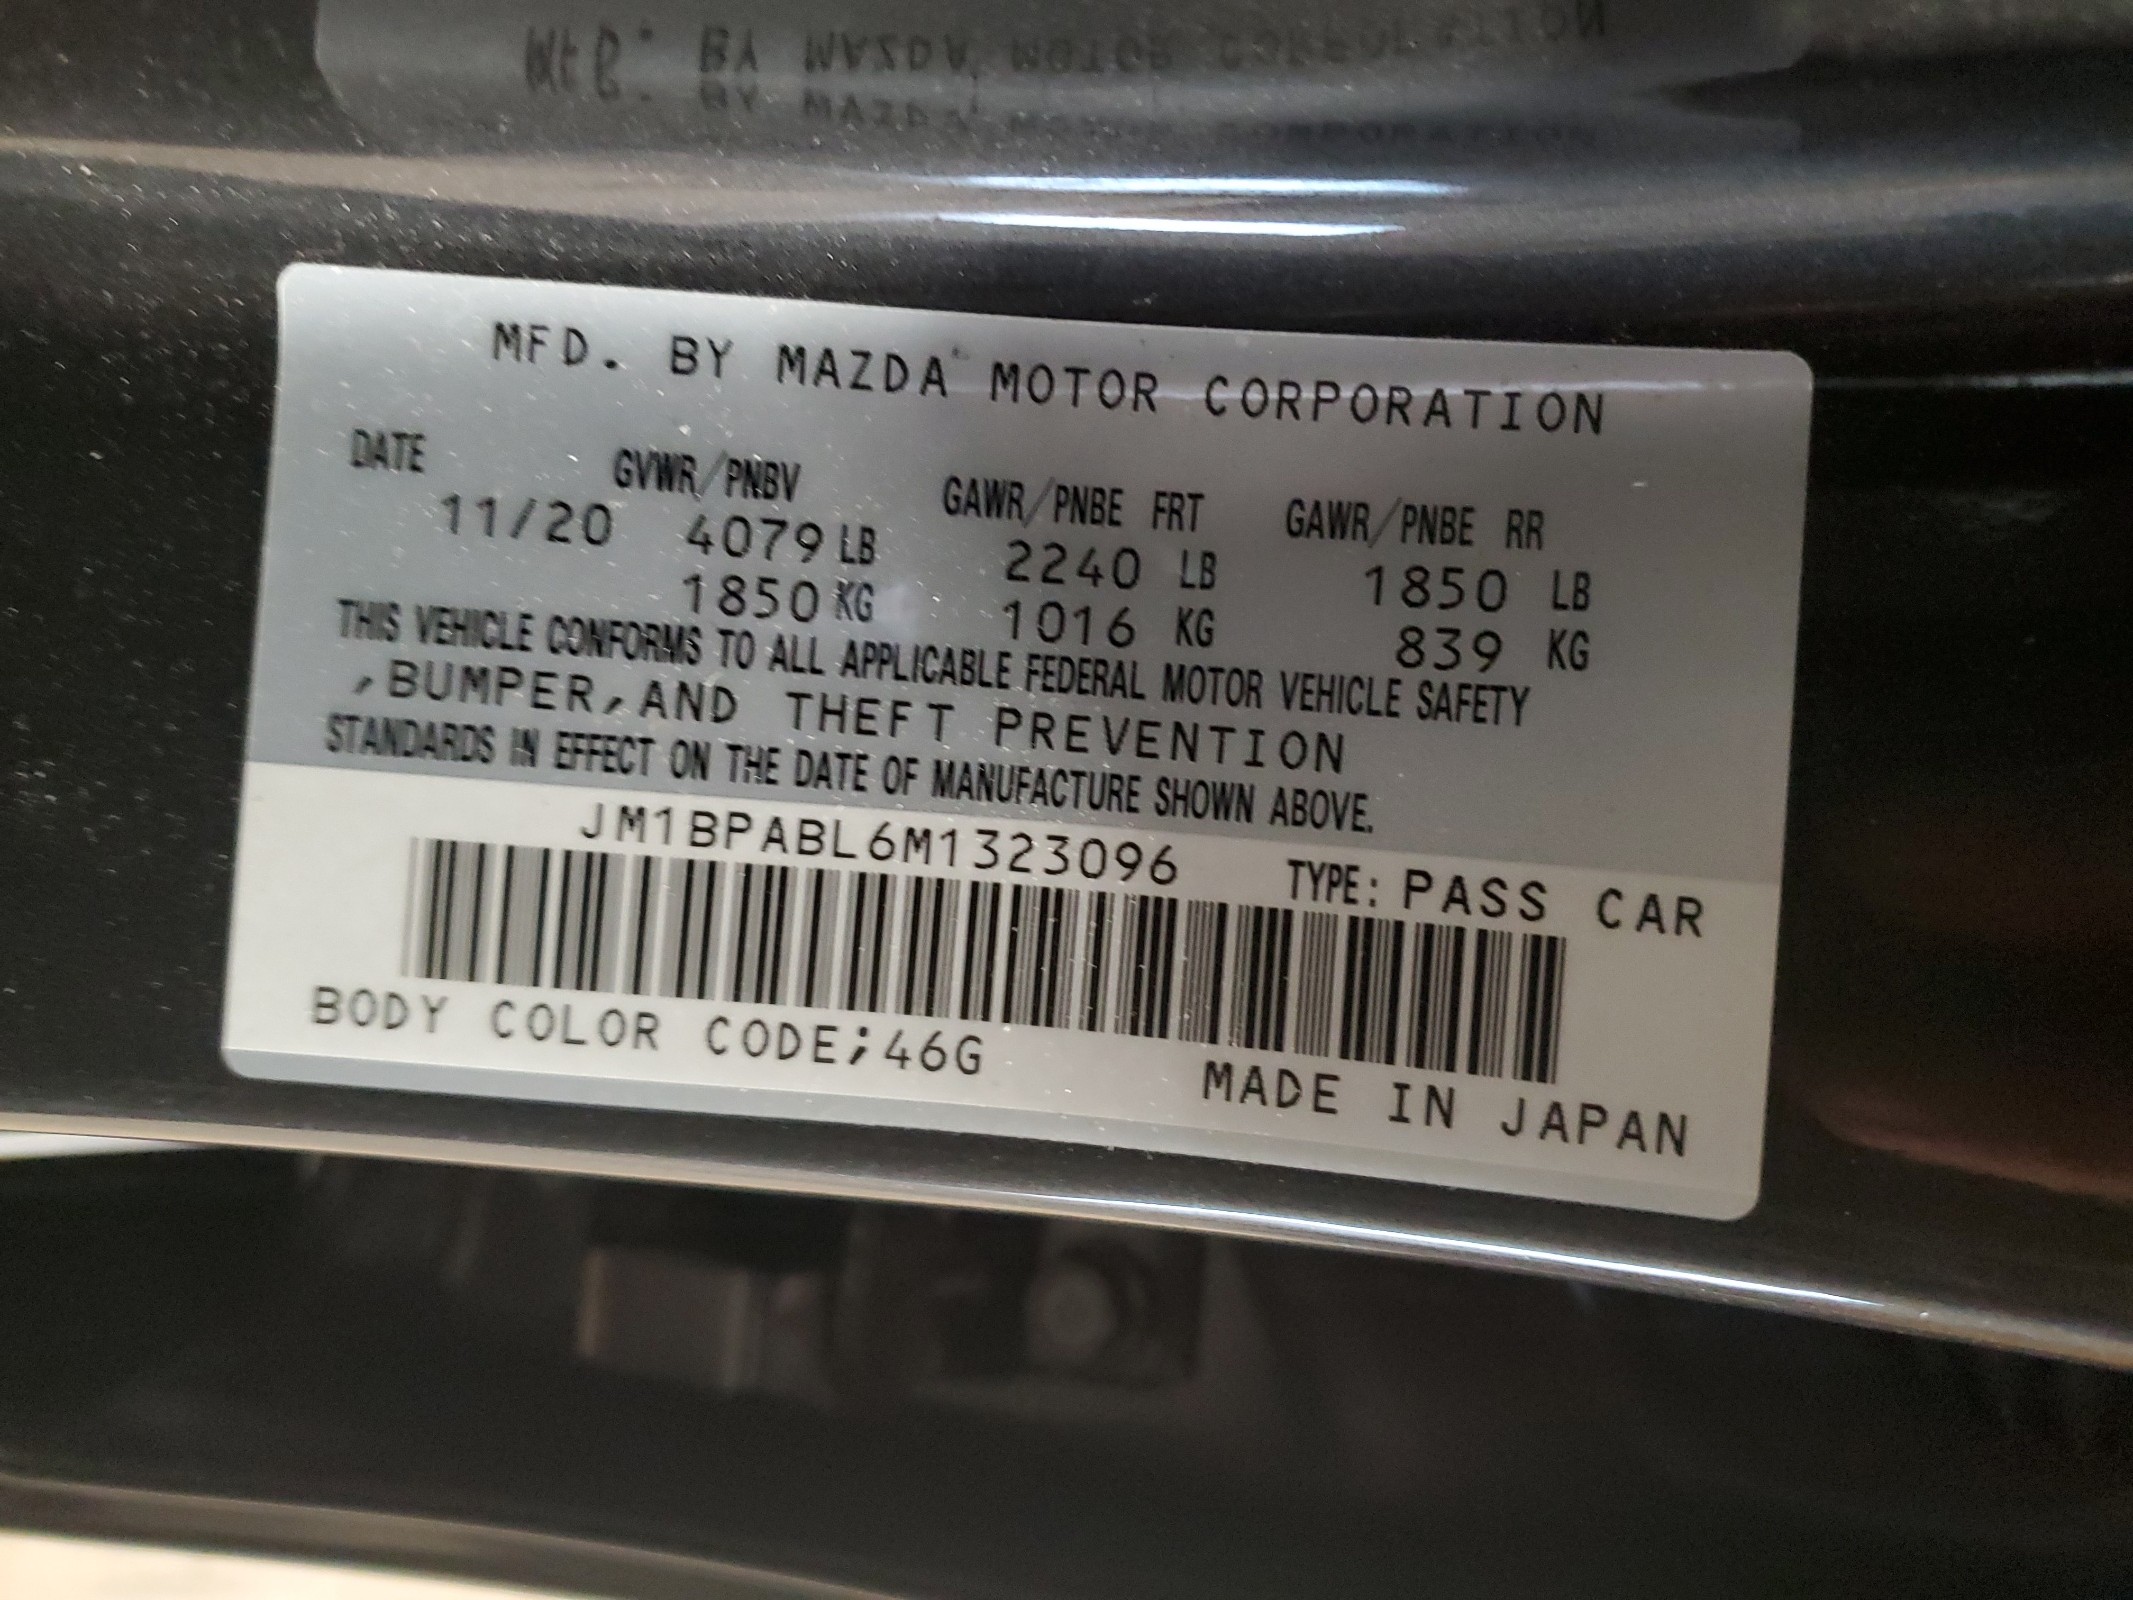 MFD. BY MAZDA MOTOR CORPORATION
DATE GVWR/PNBV GAWR/PNBE FRT GAWR/PNBE RR
11/20 4079 LB 2240 LB 1850 LB
1850 KG 1016 KG 839 KG
THIS VEHICLE CONFORMS TO ALL APPLICABLE FEDERAL MOTOR VEHICLE SAFETY
,BUMPER,AND THEFT PREVENTION
STANDARDS IN EFFECT ON THE DATE OF MANUFACTURE SHOWN ABOVE.
JM1BPABL6M1323096 TYPE: PASS CAR
BODY COLOR CODE;46G MADE IN JAPAN